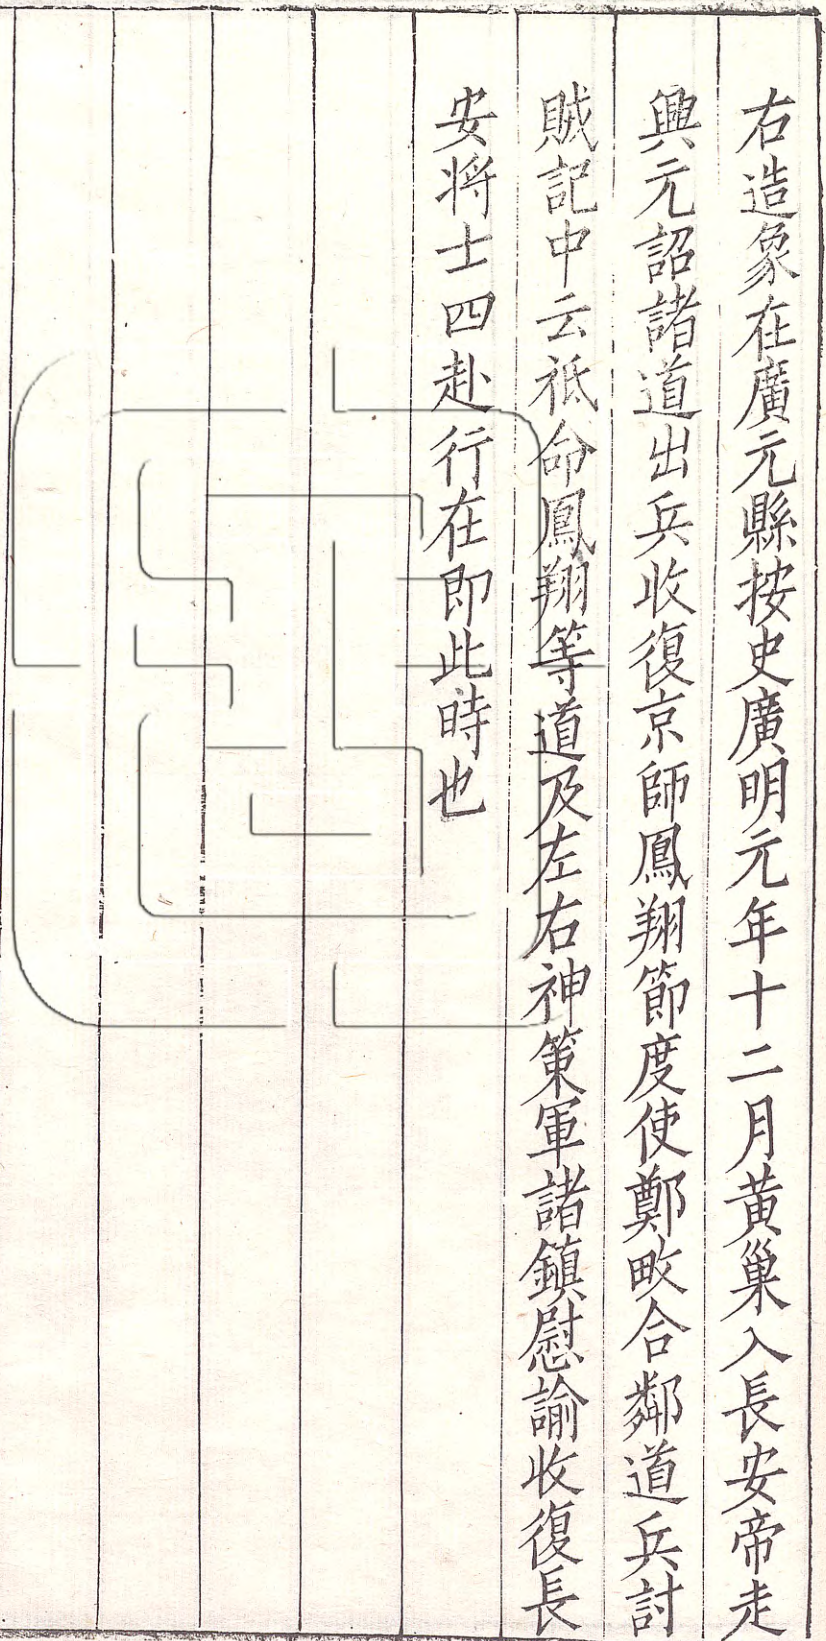 右造象在廣元縣按史廣明元年十二月黃巢入長安帝走
興元詔諸道出兵收復京師鳳翔節度使鄭畋合鄰道兵討
賊記中云祗命鳳翔等道及左右神策軍諸鎮慰諭收復長
安将士四赴行在即此時也